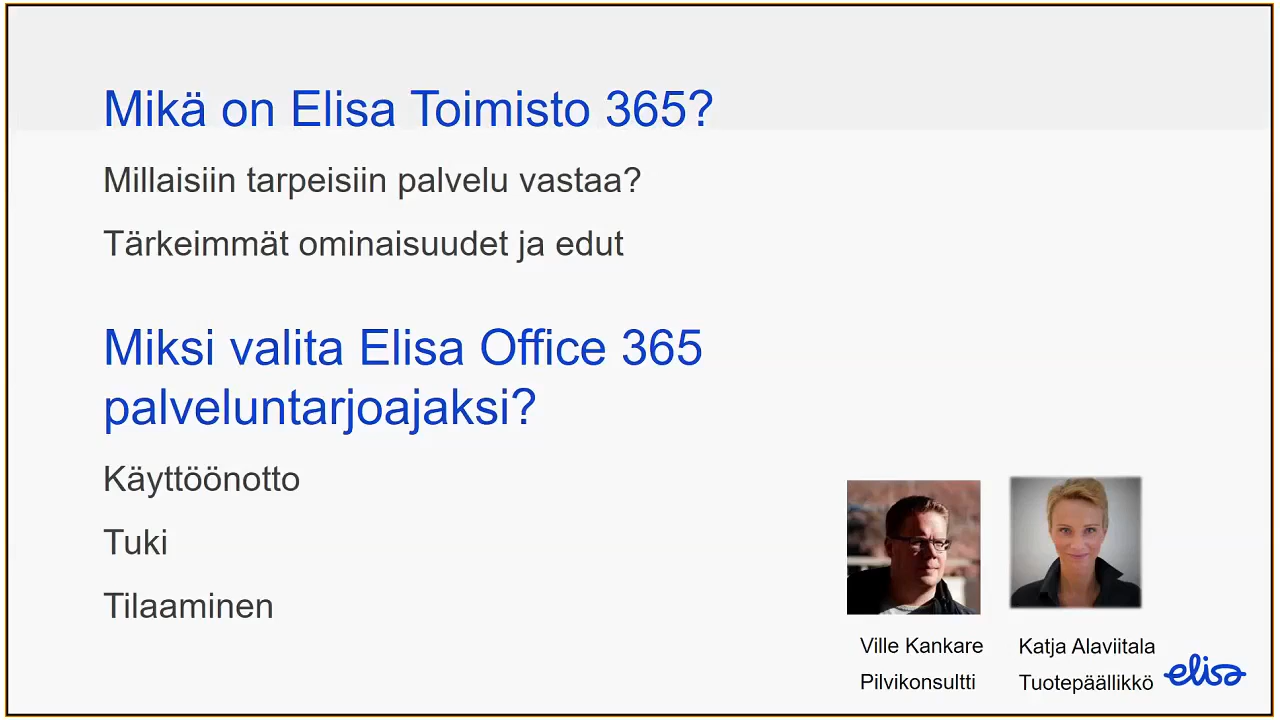 Mikä on Elisa Toimisto 365?
Millaisiin tarpeisiin palvelu vastaa?
Tärkeimmät ominaisuudet ja edut
Miksi valita Elisa Office 365
palveluntarjoajaksi?
Käyttöönotto
Tuki
Tilaaminen
Ville Kankare
Pilvikonsultti
Katja Alaviitala
Tuotepäällikkö
elisa